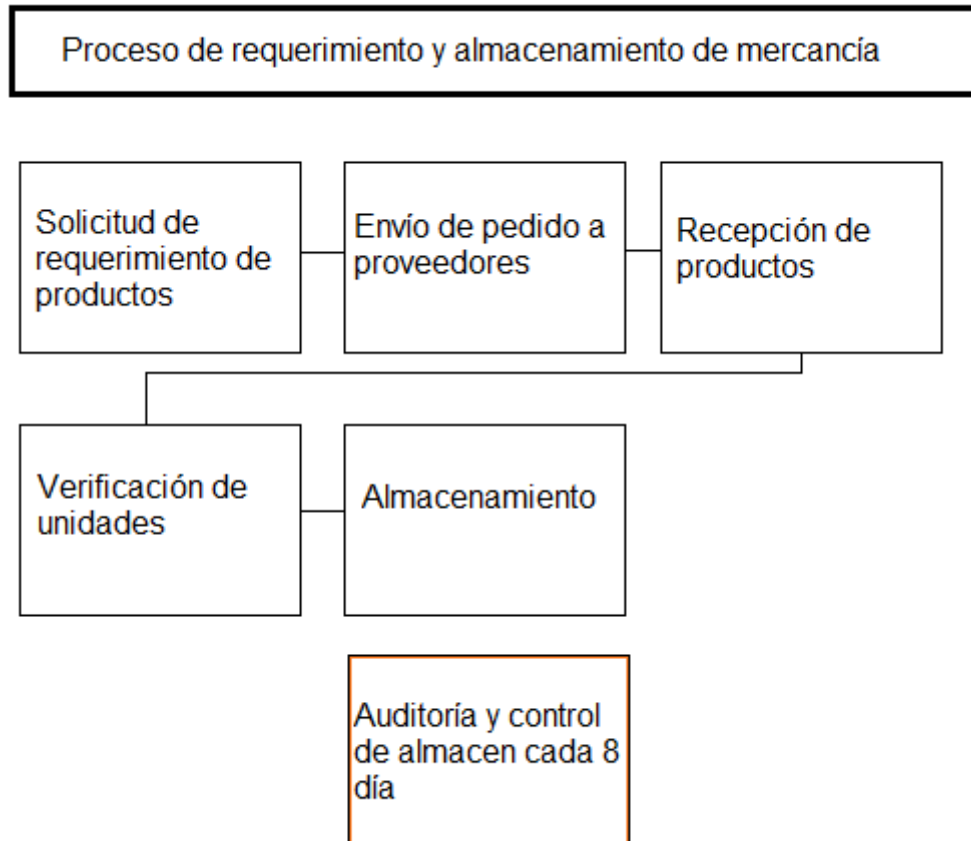 Proceso de requerimiento y almacenamiento de mercancía
Solicitud de
requerimiento de
productos
Envío de pedido a
proveedores
Recepción de
productos
Verificación de
unidades
Almacenamiento
Auditoría y control
de almacen cada 8
día